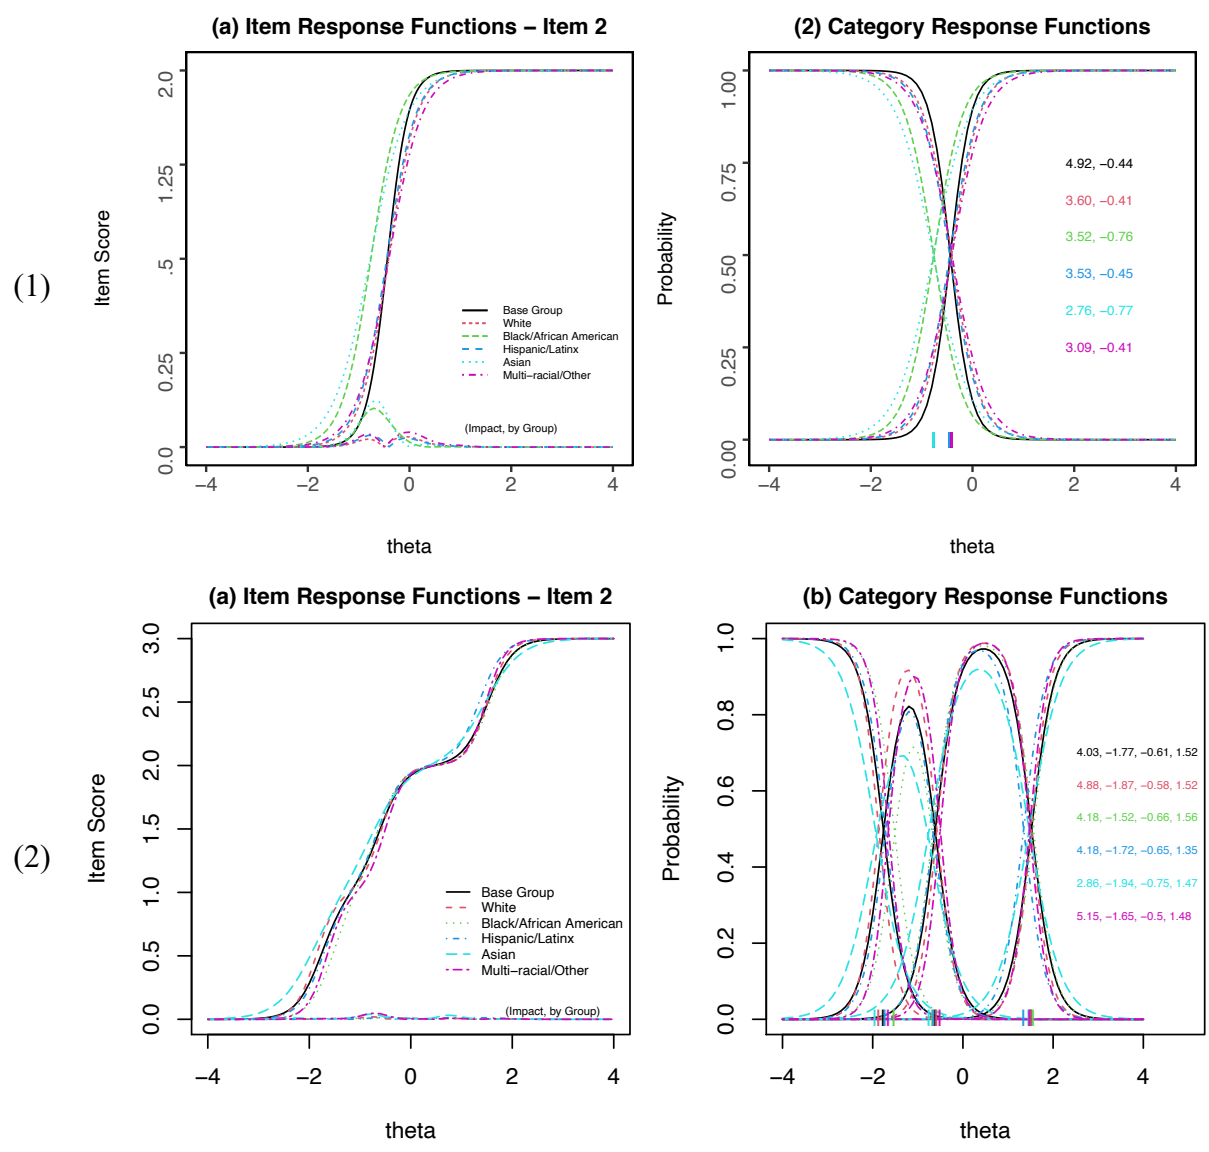 (a) Item Response Functions – Item 2
(2) Category Response Functions
(1)
Item Score
2.0
1.25
.5
0.25
0.0
Base Group
White
Black/African American
Hispanic/Latinx
Asian
Multi−racial/Other
(Impact, by Group)
−4
−2
0
2
4
theta
Probability
1.00
0.75
0.50
0.25
0.00
4.92, −0.44
3.60, −0.41
3.52, −0.76
3.53, −0.45
2.76, −0.77
3.09, −0.41
−4
−2
0
2
4
theta
(a) Item Response Functions – Item 2
(b) Category Response Functions
(2)
Item Score
3.0
2.5
2.0
1.5
1.0
0.5
0.0
Base Group
White
Black/African American
Hispanic/Latinx
Asian
Multi−racial/Other
(Impact, by Group)
−4
−2
0
2
4
theta
Probability
1.0
0.8
0.6
0.4
0.2
0.0
4.03, −1.77, −0.61, 1.52
4.88, −1.87, −0.58, 1.52
4.18, −1.52, −0.66, 1.56
4.18, −1.72, −0.65, 1.35
2.86, −1.94, −0.75, 1.47
5.15, −1.65, −0.5, 1.48
−4
−2
0
2
4
theta